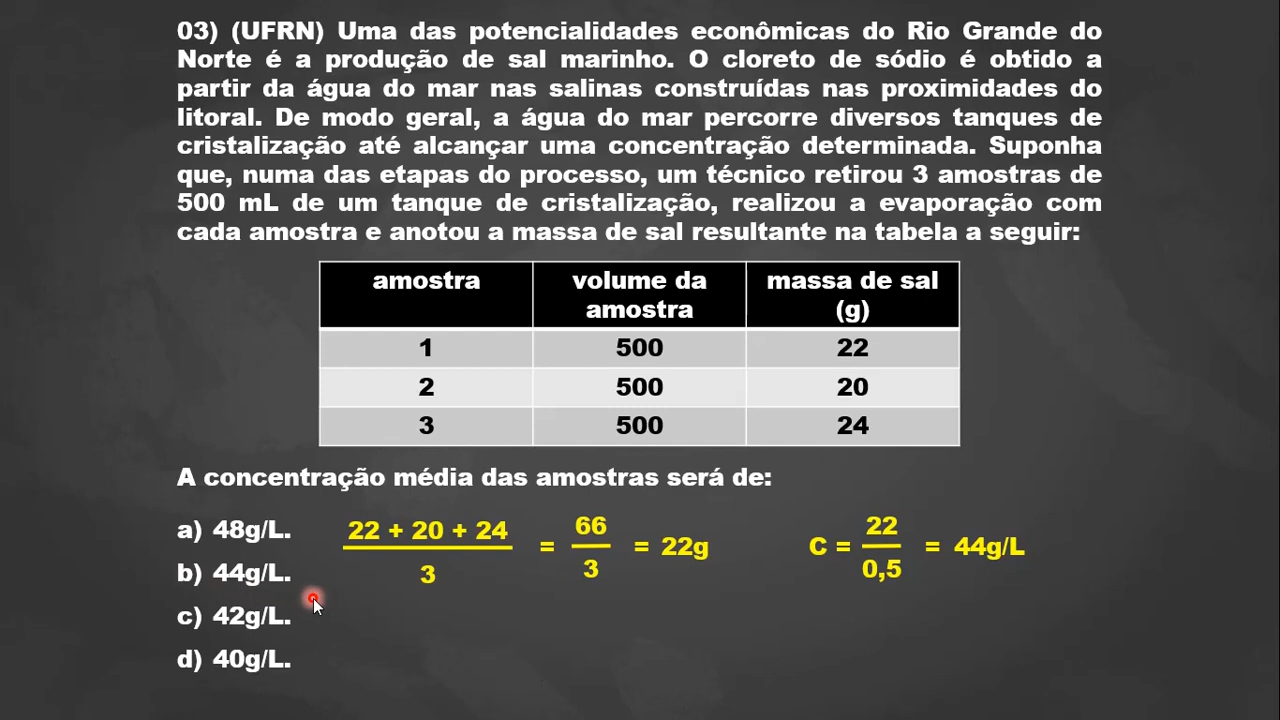 03) (UFRN) Uma das potencialidades econômicas do Rio Grande do
Norte é a produção de sal marinho. O cloreto de sódio é obtido a
partir da água do mar nas salinas construídas nas proximidades do
litoral. De modo geral, a água do mar percorre diversos tanques de
cristalização até alcançar uma concentração determinada. Suponha
que, numa das etapas do processo, um técnico retirou 3 amostras de
500 mL de um tanque de cristalização, realizou a evaporação com
cada amostra e anotou a massa de sal resultante na tabela a seguir:
amostra volume da amostra massa de sal (g)
1 500 22
2 500 20
3 500 24
A concentração média das amostras será de:
a) 48g/L.
b) 44g/L.
c) 42g/L.
d) 40g/L.
22 + 20 + 24
3
=
66
3
= 22g
C =
22
0,5
= 44g/L